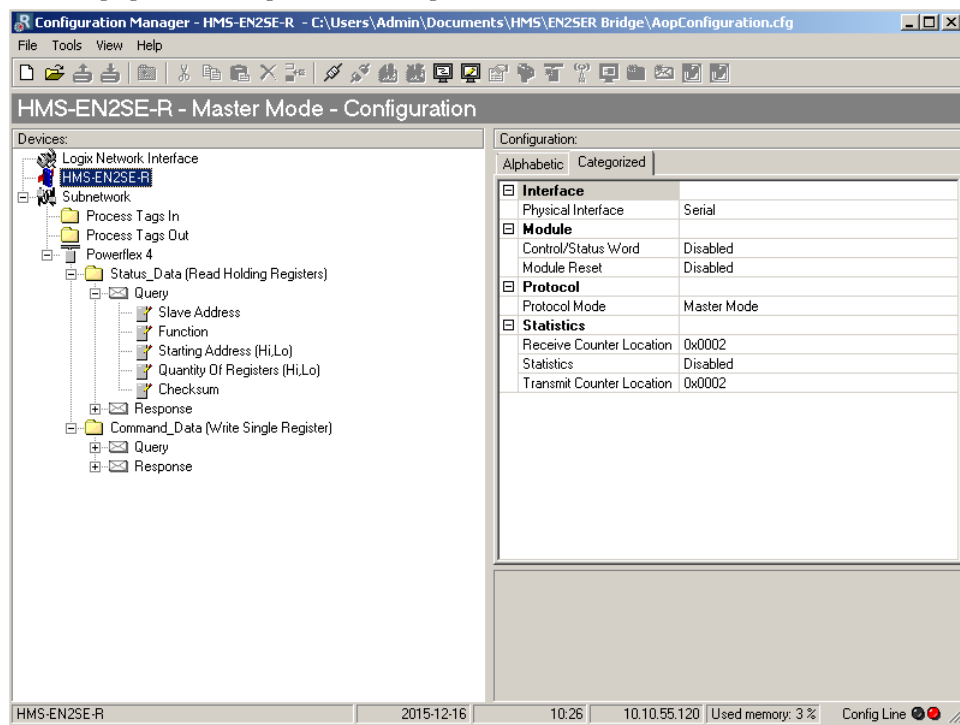 Configuration Manager - HMS-EN2SE-R - C:\Users\Admin\Documents\HMS\EN2SER Bridge\AopConfiguration.cfg
File Tools View Help
HMS-EN2SE-R - Master Mode - Configuration
Devices:
Logix Network Interface
HMS-EN2SE-R
Subnetwork
Process Tags In
Process Tags Out
Powerflex 4
Status_Data (Read Holding Registers)
Query
Slave Address
Function
Starting Address (Hi,Lo)
Quantity Of Registers (Hi,Lo)
Checksum
Response
Command_Data (Write Single Register)
Query
Response
Configuration:
Alphabetic Categorized
Interface
Physical Interface Serial
Module
Control/Status Word Disabled
Module Reset Disabled
Protocol
Protocol Mode Master Mode
Statistics
Receive Counter Location 0x0002
Statistics Disabled
Transmit Counter Location 0x0002
HMS-EN2SE-R 2015-12-16 10:26 10.10.55.120 Used memory: 3 % Config Line